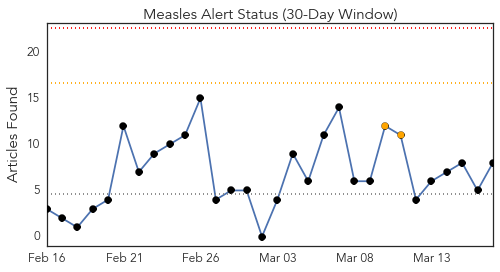 Measles Alert Status (30-Day Window)
Articles Found
20
15
10
5
0
Feb 16 Feb 21 Feb 26 Mar 03 Mar 08 Mar 13